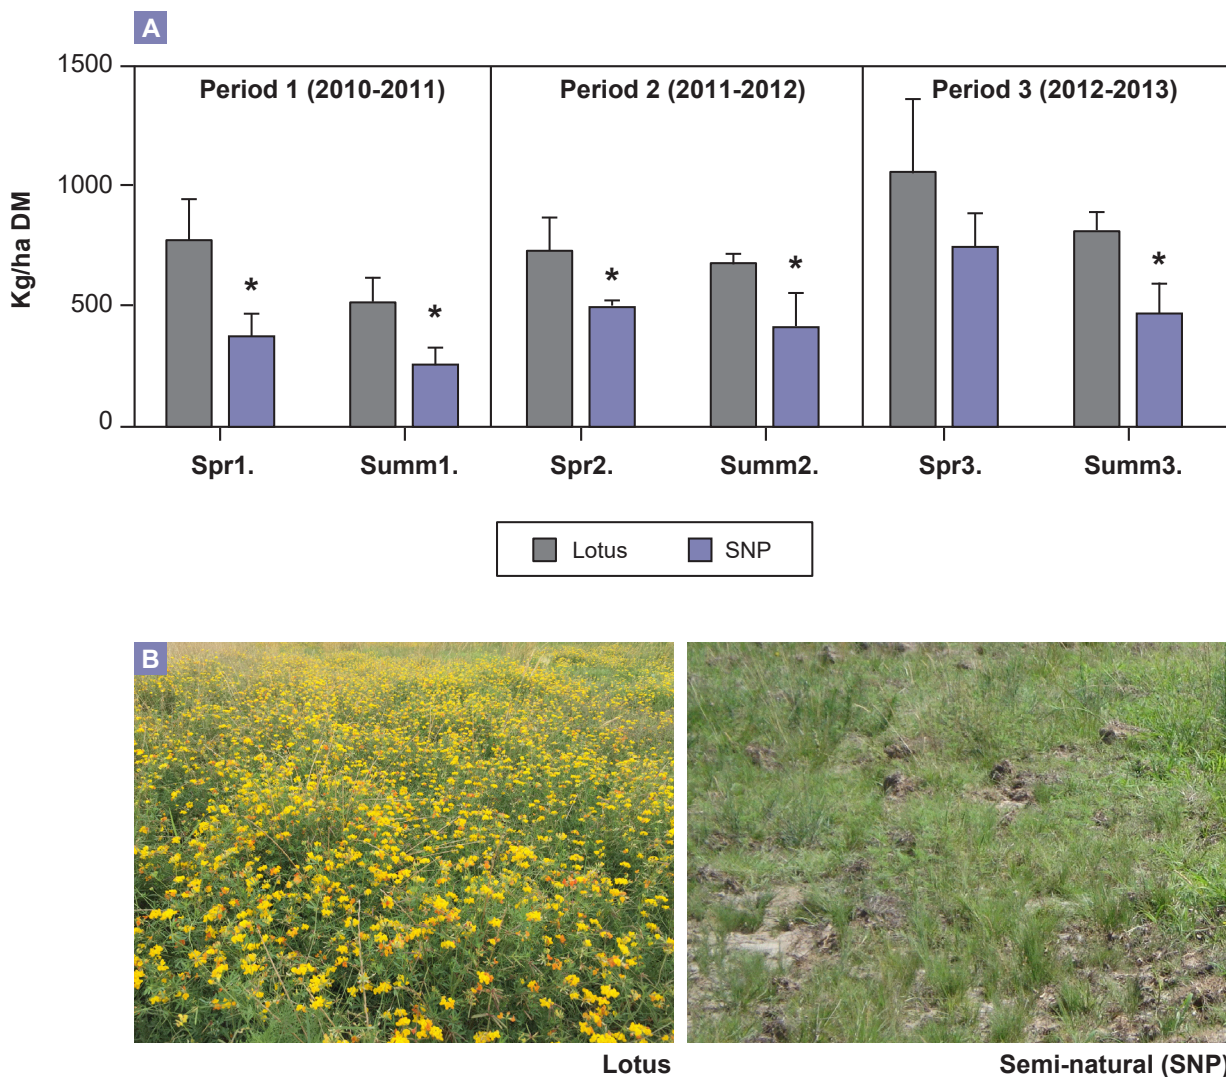 A
1500
Period 1 (2010-2011) Period 2 (2011-2012) Period 3 (2012-2013)
1000
Kg/ha DM
500
0
* * * * *
Spr1. Summ1. Spr2. Summ2. Spr3. Summ3.
Lotus SNP
B
Lotus Semi-natural (SNP)